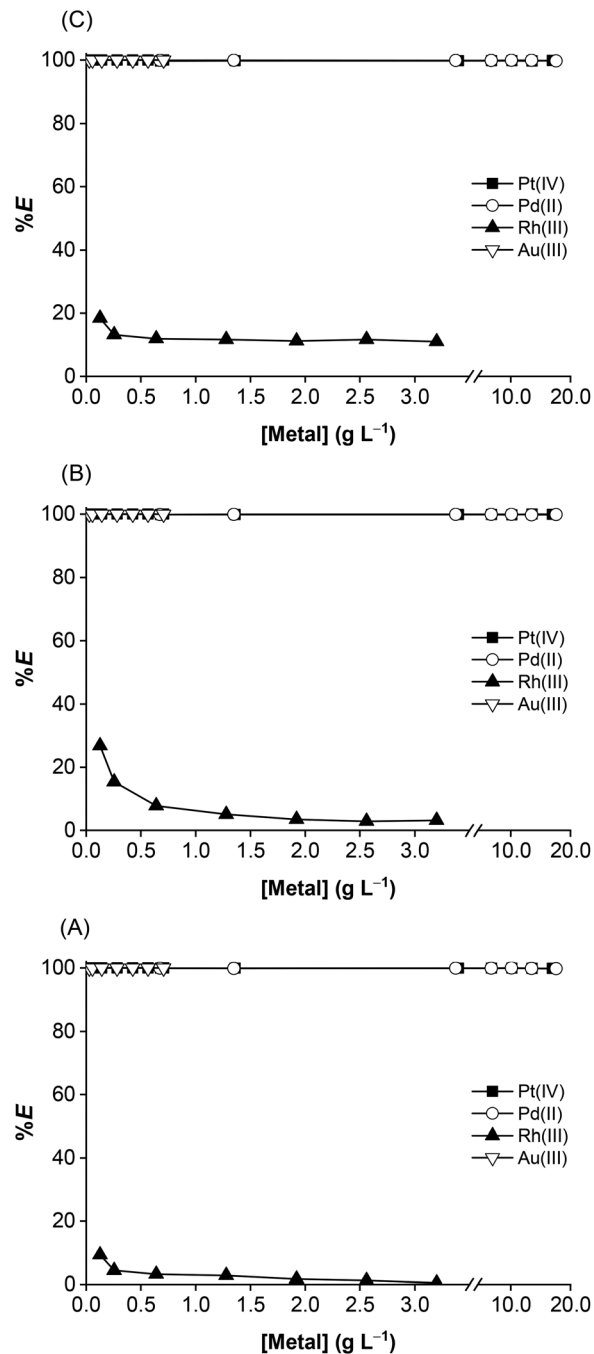 (C)
100
80
60
40
20
0
%E
Pt(IV)
Pd(II)
Rh(III)
Au(III)
0.0 0.5 1.0 1.5 2.0 2.5 3.0 10.0 20.0
[Metal] (g L⁻¹)
(B)
100
80
60
40
20
0
%E
Pt(IV)
Pd(II)
Rh(III)
Au(III)
0.0 0.5 1.0 1.5 2.0 2.5 3.0 10.0 20.0
[Metal] (g L⁻¹)
(A)
100
80
60
40
20
0
%E
Pt(IV)
Pd(II)
Rh(III)
Au(III)
0.0 0.5 1.0 1.5 2.0 2.5 3.0 10.0 20.0
[Metal] (g L⁻¹)